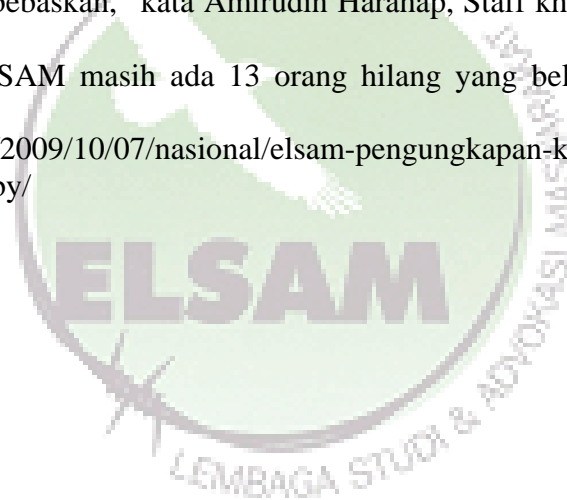 bebaskan," kata Amirudin Harahap, Staff kh
SAM masih ada 13 orang hilang yang bel
2009/10/07/nasional/elsam-pengungkapan-k
by/
ELSAM
LEMBAGA STUDI & ADVOKASI MASYARAKAT